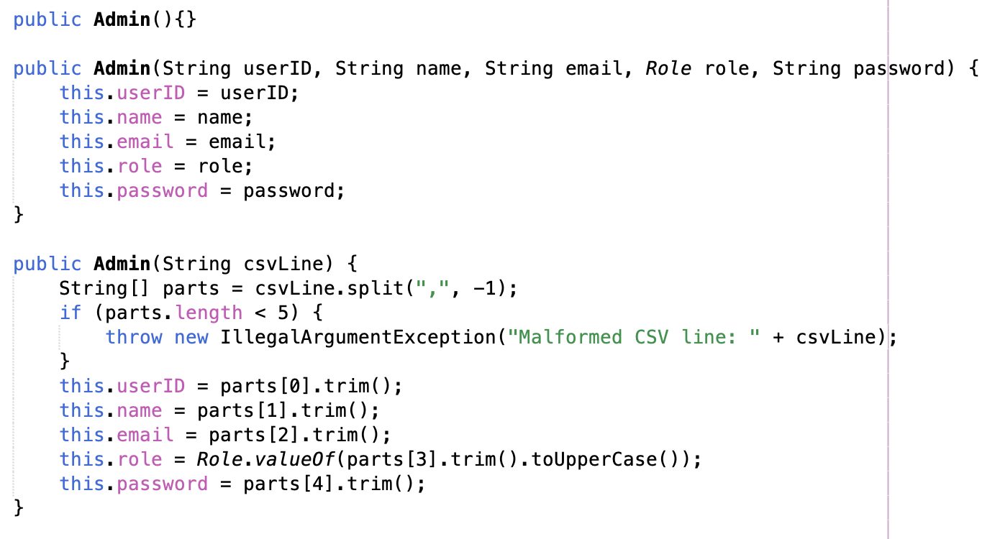 public Admin(){}

public Admin(String userID, String name, String email, Role role, String password) {
    this.userID = userID;
    this.name = name;
    this.email = email;
    this.role = role;
    this.password = password;
}

public Admin(String csvLine) {
    String[] parts = csvLine.split(",", -1);
    if (parts.length < 5) {
        throw new IllegalArgumentException("Malformed CSV line: " + csvLine);
    }
    this.userID = parts[0].trim();
    this.name = parts[1].trim();
    this.email = parts[2].trim();
    this.role = Role.valueOf(parts[3].trim().toUpperCase());
    this.password = parts[4].trim();
}